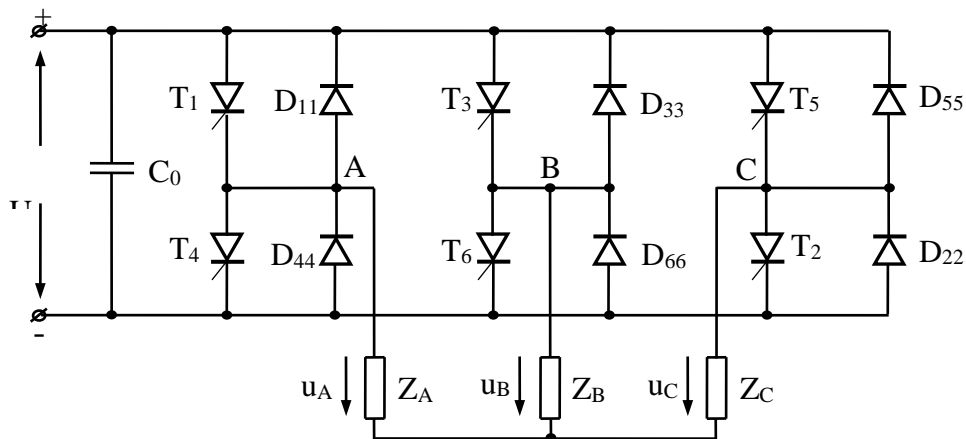 +
T1 D11 T3 D33 T5 D55
A B C
C0
T4 D44 T6 D66 T2 D22
-
uA ZA uB ZB uC ZC